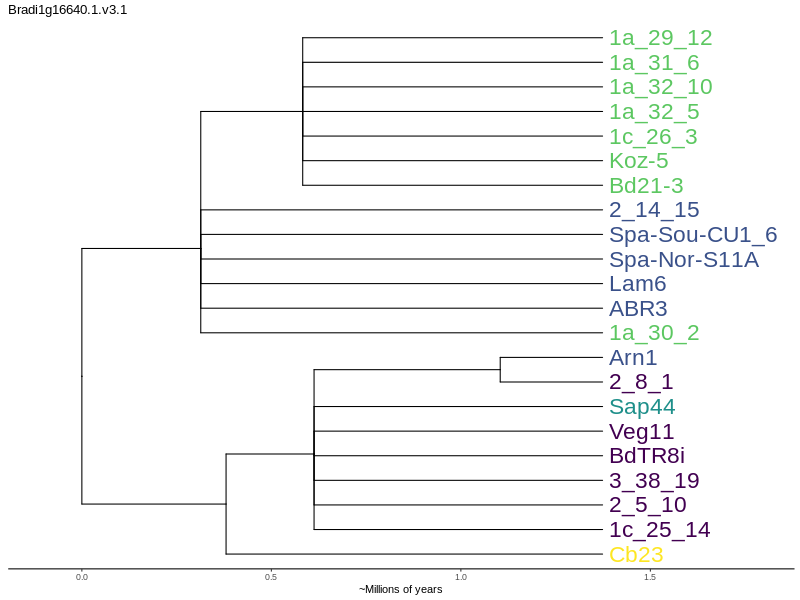 Bradi1g16640.1.v3.1
1a_29_12
1a_31_6
1a_32_10
1a_32_5
1c_26_3
Koz-5
Bd21-3
2_14_15
Spa-Sou-CU1_6
Spa-Nor-S11A
Lam6
ABR3
1a_30_2
Arn1
2_8_1
Sap44
Veg11
BdTR8i
3_38_19
2_5_10
1c_25_14
Cb23
0.0 0.5 1.0 1.5
~Millions of years